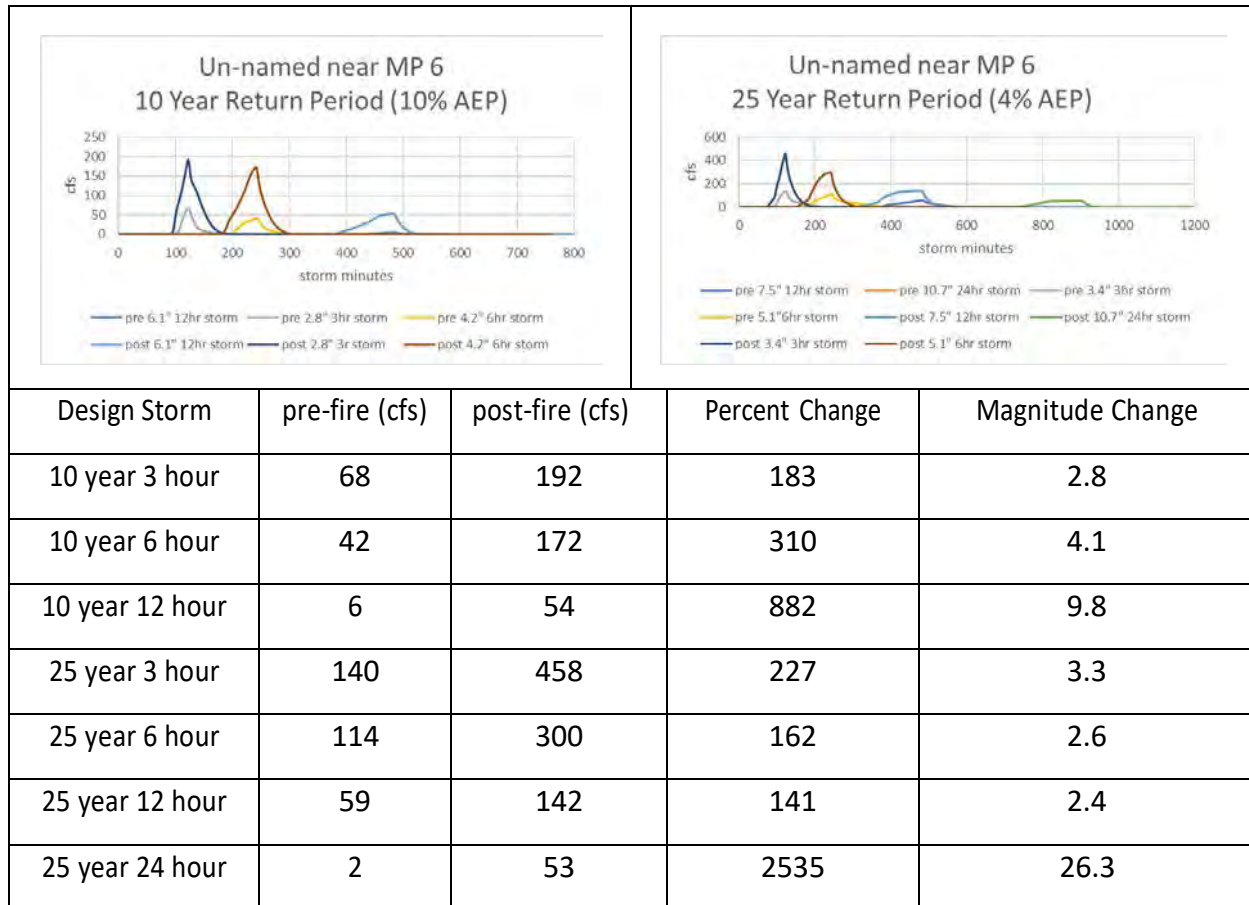 Un-named near MP 6
10 Year Return Period (10% AEP)
250
200
150
100
50
0
cfs
0 100 200 300 400 500 600 700 800
storm minutes
pre 6.1" 12hr storm pre 2.8" 3hr storm pre 4.2" 6hr storm
post 6.1" 12hr storm post 2.8" 3r storm post 4.2" 6hr storm
Un-named near MP 6
25 Year Return Period (4% AEP)
600
400
200
0
cfs
0 200 400 600 800 1000 1200
storm minutes
pre 7.5" 12hr storm pre 10.7" 24hr storm pre 3.4" 3hr storm
pre 5.1"6hr storm post 7.5" 12hr storm post 10.7" 24hr storm
post 3.4" 3hr storm post 5.1" 6hr storm
Design Storm pre-fire (cfs) post-fire (cfs) Percent Change Magnitude Change
10 year 3 hour 68 192 183 2.8
10 year 6 hour 42 172 310 4.1
10 year 12 hour 6 54 882 9.8
25 year 3 hour 140 458 227 3.3
25 year 6 hour 114 300 162 2.6
25 year 12 hour 59 142 141 2.4
25 year 24 hour 2 53 2535 26.3